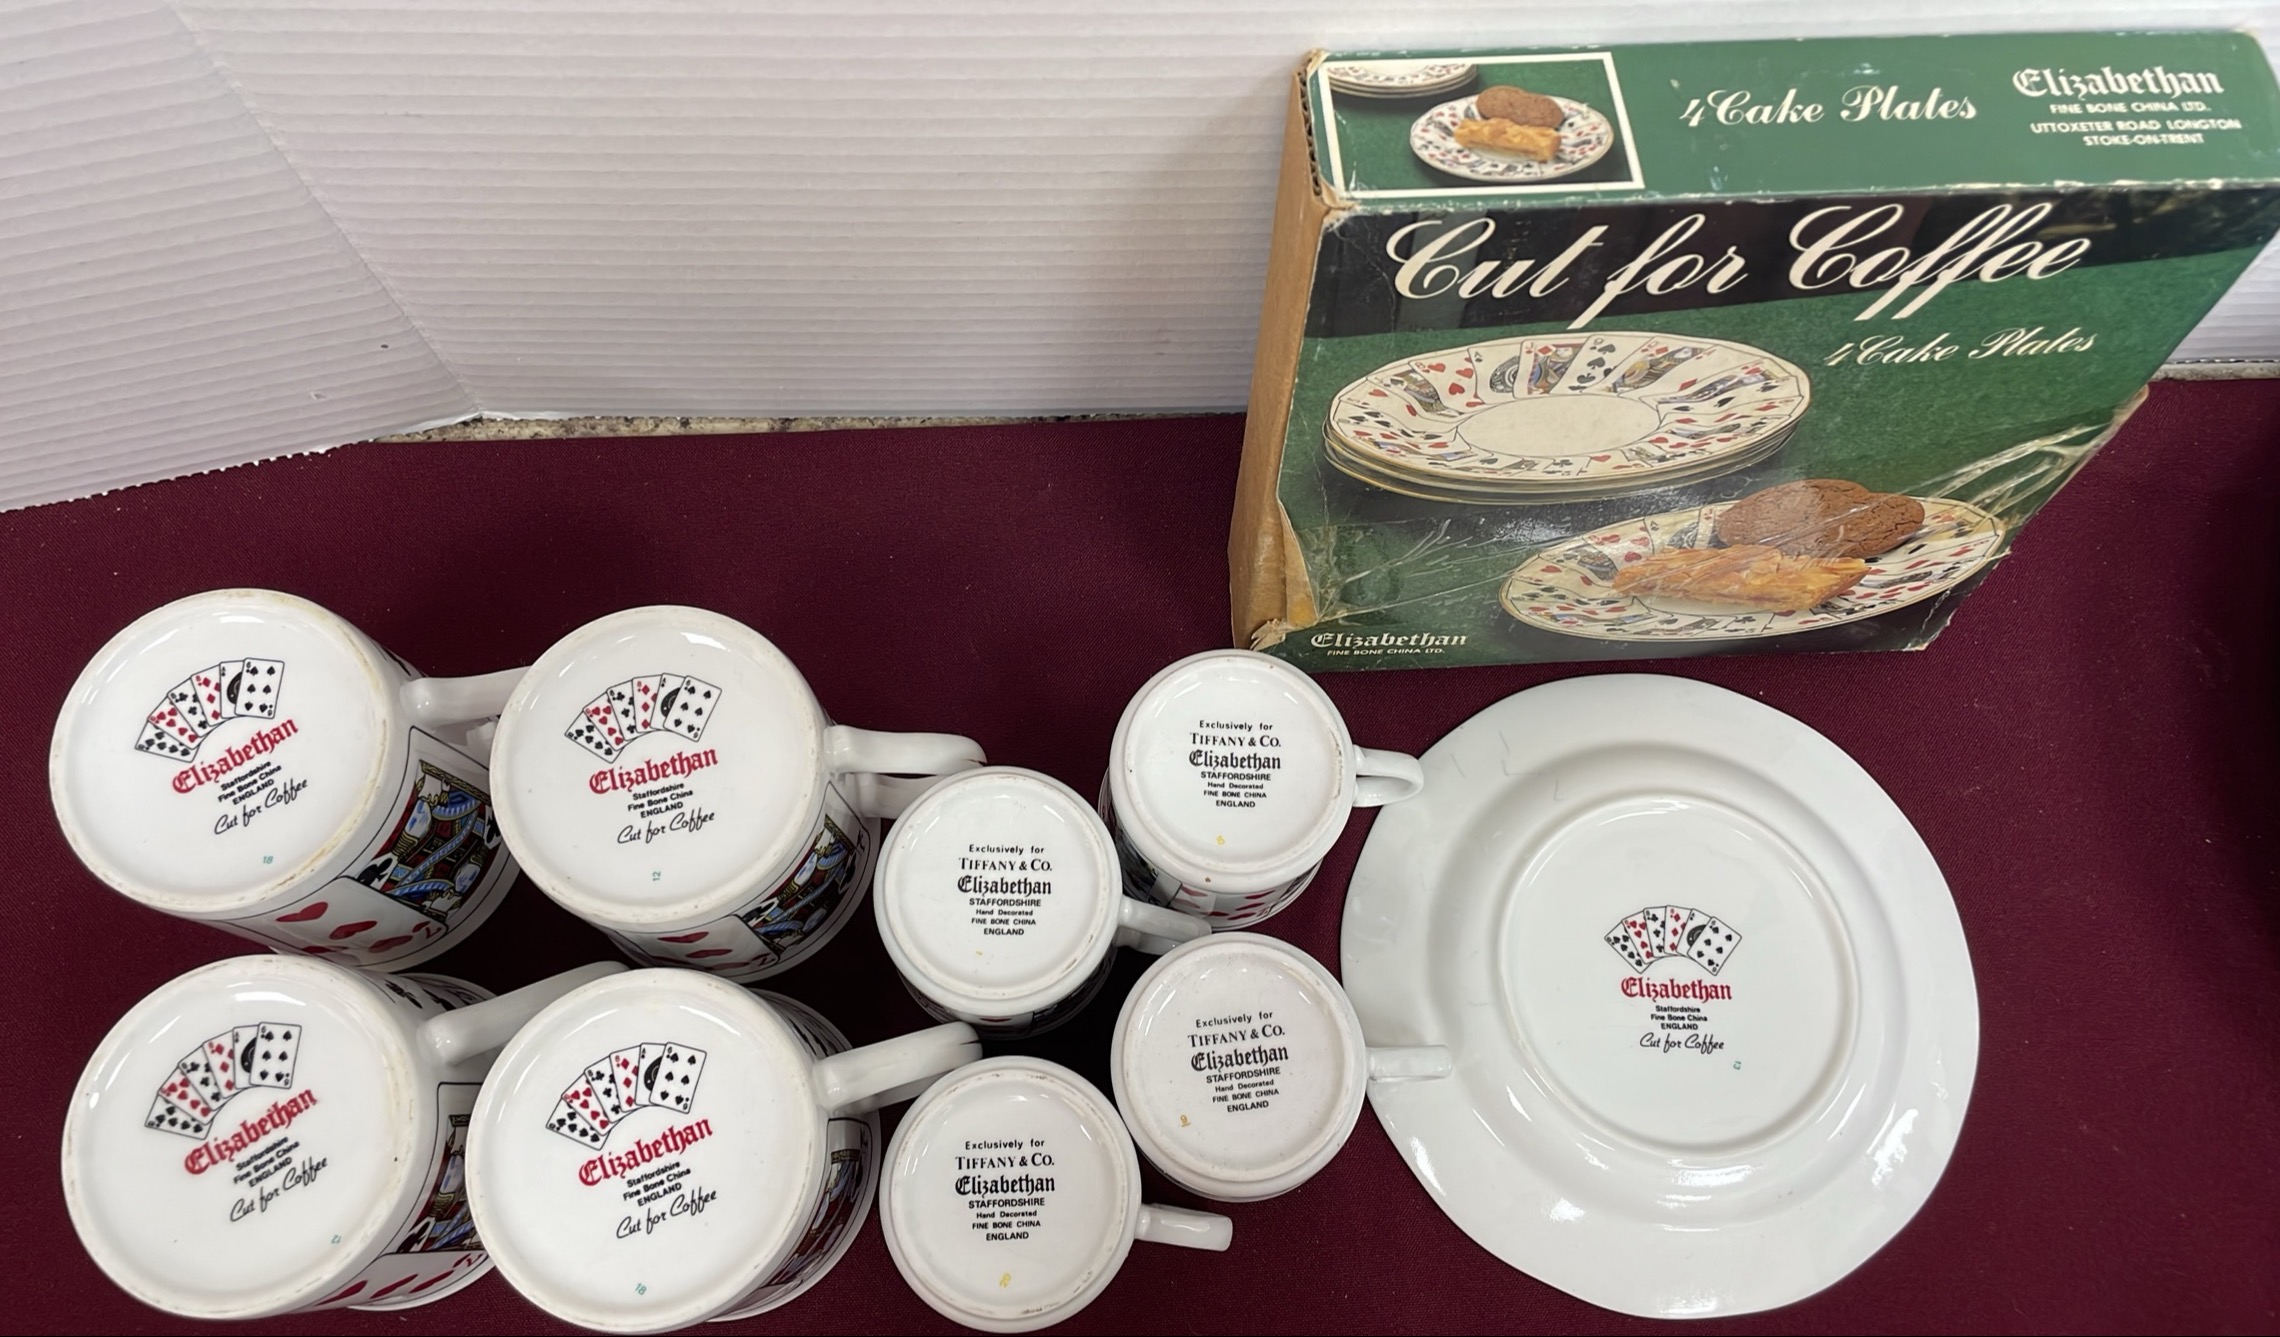 4 Cake Plates
Elizabethan
FINE BONE CHINA LTD.
UTTOXETER ROAD LONGTON
STOKE-ON-TRENT
Cut for Coffee
4 Cake Plates
Elizabethan
FINE BONE CHINA LTD.
Elizabethan
Staffordshire
Fine Bone China
ENGLAND
Cut for Coffee
18
Elizabethan
Staffordshire
Fine Bone China
ENGLAND
Cut for Coffee
12
Exclusively for
TIFFANY & CO.
Elizabethan
STAFFORDSHIRE
Hand Decorated
FINE BONE CHINA
ENGLAND
Exclusively for
TIFFANY & CO.
Elizabethan
STAFFORDSHIRE
Hand Decorated
FINE BONE CHINA
ENGLAND
Elizabethan
Staffordshire
Fine Bone China
ENGLAND
Cut for Coffee
Elizabethan
Staffordshire
Fine Bone China
ENGLAND
Cut for Coffee
12
Elizabethan
Staffordshire
Fine Bone China
ENGLAND
Cut for Coffee
18
Exclusively for
TIFFANY & CO.
Elizabethan
STAFFORDSHIRE
Hand Decorated
FINE BONE CHINA
ENGLAND
Exclusively for
TIFFANY & CO.
Elizabethan
STAFFORDSHIRE
Hand Decorated
FINE BONE CHINA
ENGLAND